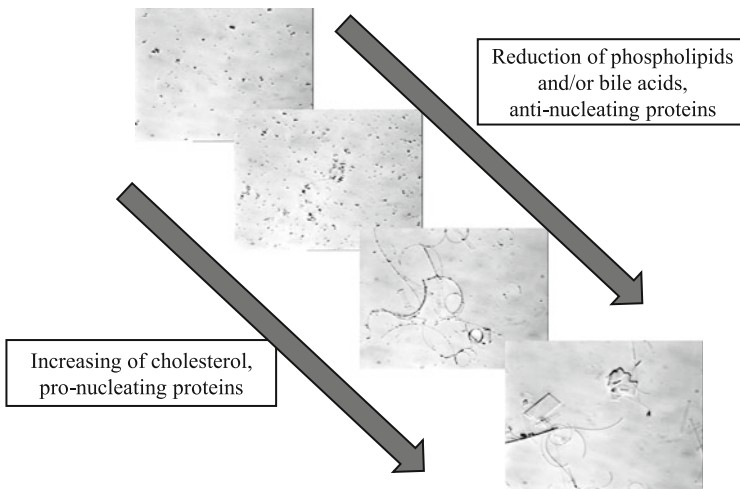 Reduction of phospholipids
and/or bile acids,
anti-nucleating proteins
Increasing of cholesterol,
pro-nucleating proteins